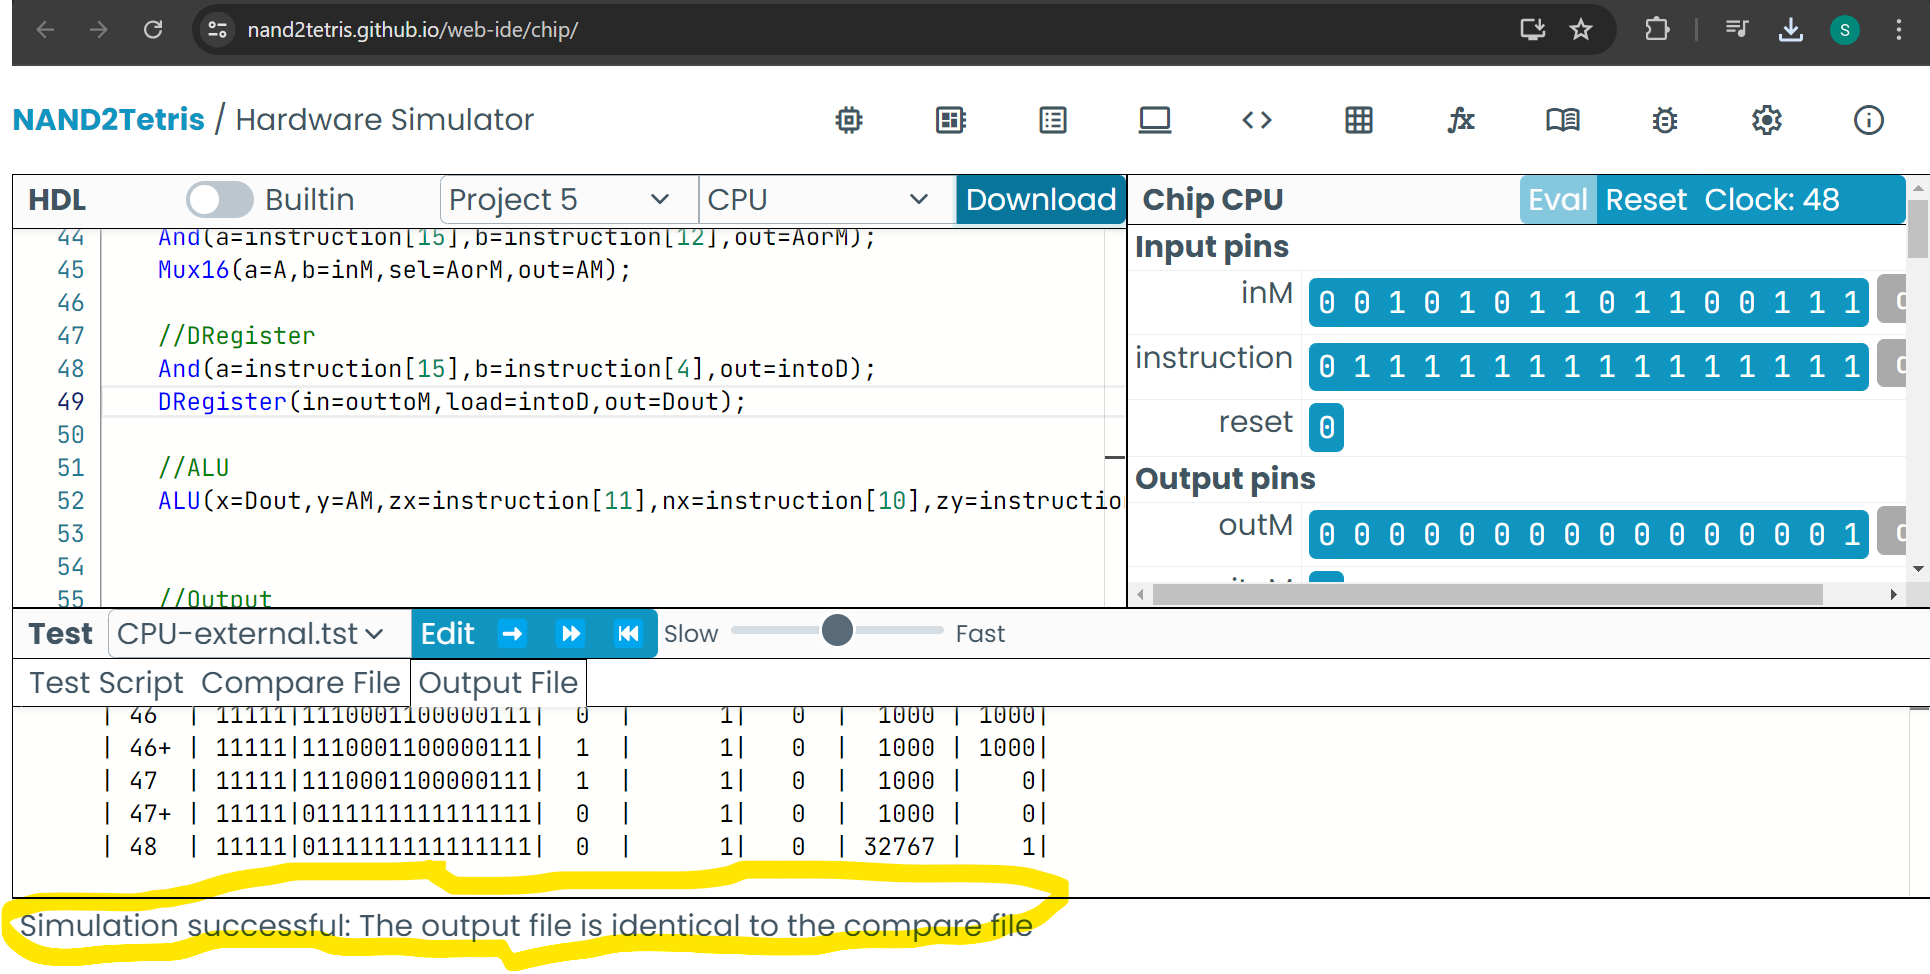 nand2tetris.github.io/web-ide/chip/
S
NAND2Tetris / Hardware Simulator
HDL
Builtin
Project 5
CPU
Download
44 And(a=instruction[15],b=instruction[12],out=AorM);
45 Mux16(a=A,b=inM,sel=AorM,out=AM);
46
47 //DRegister
48 And(a=instruction[15],b=instruction[4],out=intoD);
49 DRegister(in=outtoM,load=intoD,out=Dout);
50
51 //ALU
52 ALU(x=Dout,y=AM,zx=instruction[11],nx=instruction[10],zy=instructio
53
54
55 //Output
Chip CPU
Eval Reset Clock: 48
Input pins
inM 0 0 1 0 1 0 1 1 0 1 1 0 0 1 1 1
instruction 0 1 1 1 1 1 1 1 1 1 1 1 1 1 1 1
reset 0
Output pins
outM 0 0 0 0 0 0 0 0 0 0 0 0 0 0 0 1
Test CPU-external.tst Edit Slow Fast
Test Script Compare File Output File
| 46 | 11111|1110001100000111| 0 | 1| 0 | 1000 | 1000|
| 46+ | 11111|1110001100000111| 1 | 1| 0 | 1000 | 1000|
| 47 | 11111|1110001100000111| 1 | 1| 0 | 1000 | 0|
| 47+ | 11111|0111111111111111| 0 | 1| 0 | 1000 | 0|
| 48 | 11111|0111111111111111| 0 | 1| 0 | 32767 | 1|
Simulation successful: The output file is identical to the compare file